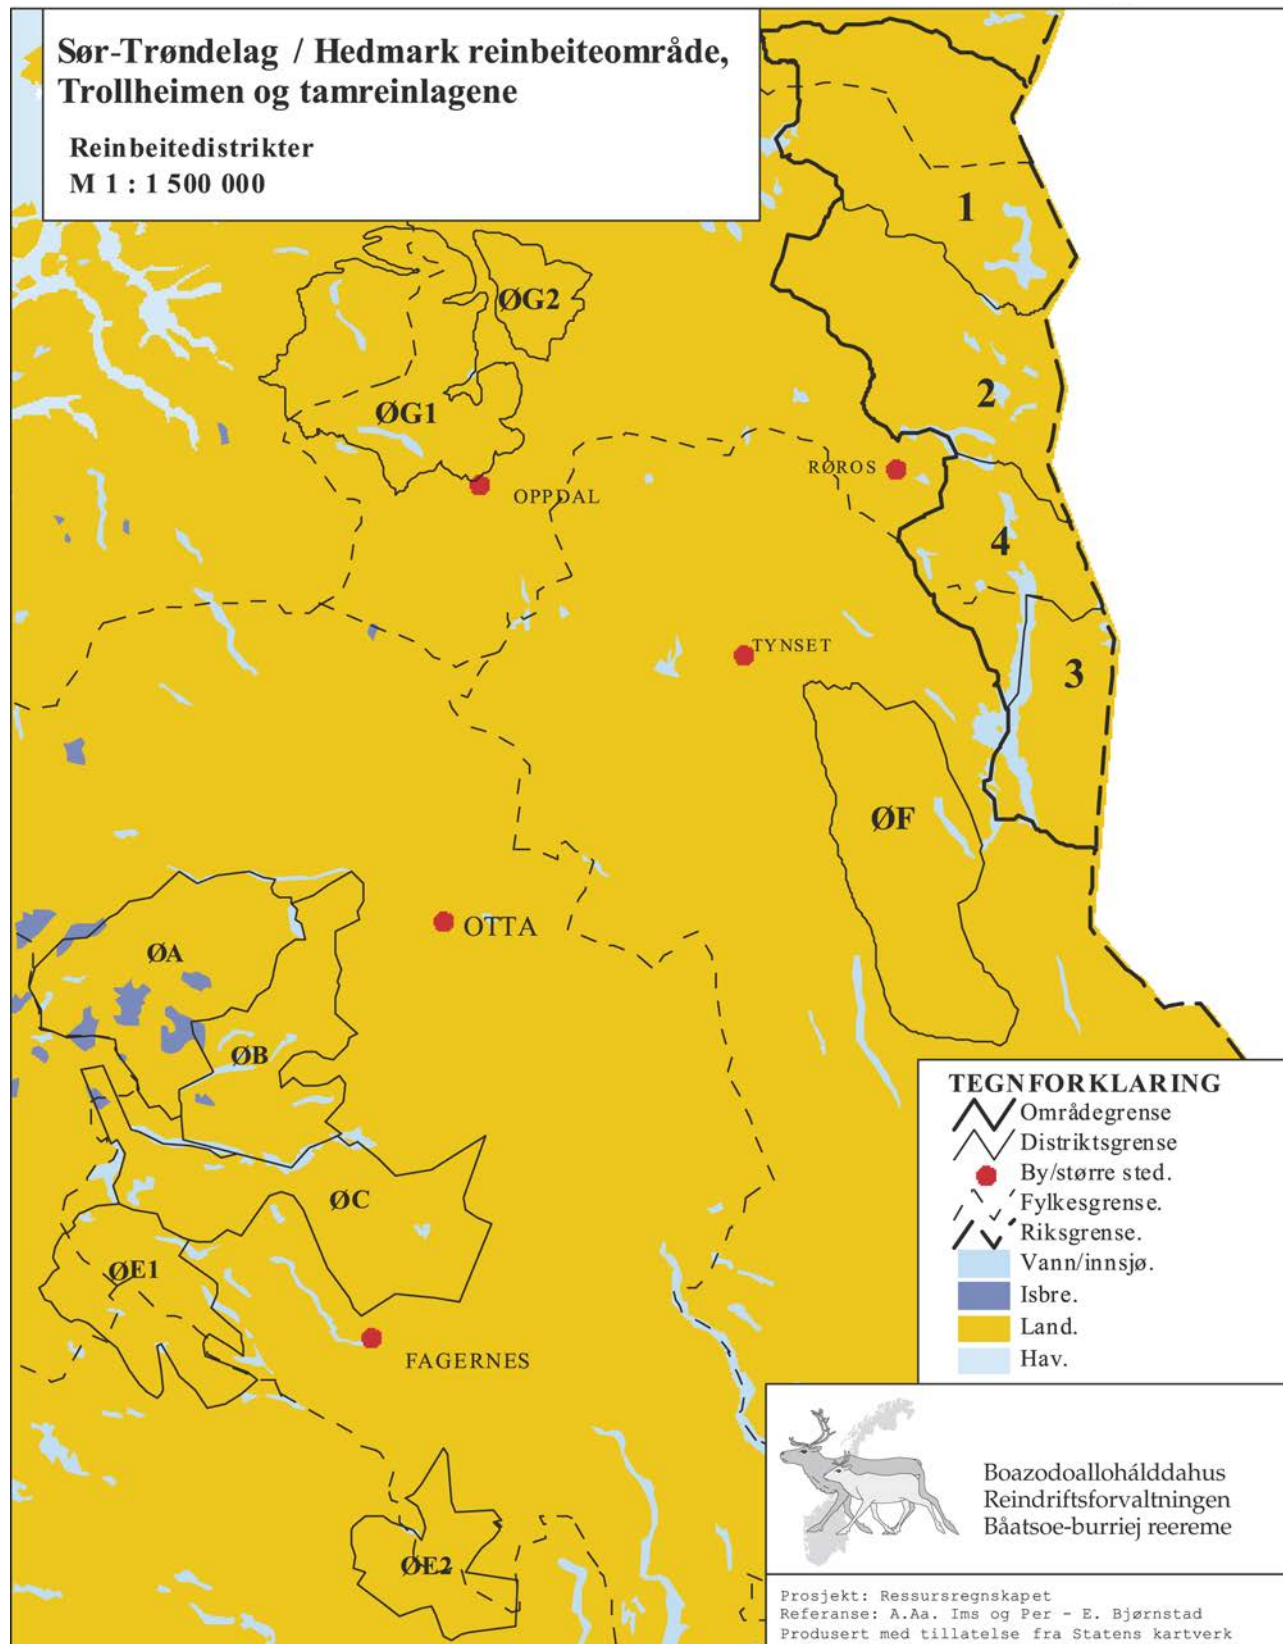 Sør-Trøndelag / Hedmark reinbeiteområde,
Trollheimen og tamreinlagene
Reinbeitedistrikter
M 1 : 1 500 000
1
ØG2
2
ØG1
RØROS
OPPDAL
4
TYNSET
3
ØF
OTTA
ØA
ØB
ØC
ØE1
FAGERNES
ØE2
TEGNFORKLARING
Områdegrense
Distriktsgrense
By/større sted.
Fylkesgrense.
Riksgrense.
Vann/innsjø.
Isbre.
Land.
Hav.
Boazodoallohálddahus
Reindriftsforvaltningen
Båatsoe-burriej reereme
Prosjekt: Ressursregnskapet
Referanse: A.Aa. Ims og Per - E. Bjørnstad
Produsert med tillatelse fra Statens kartverk